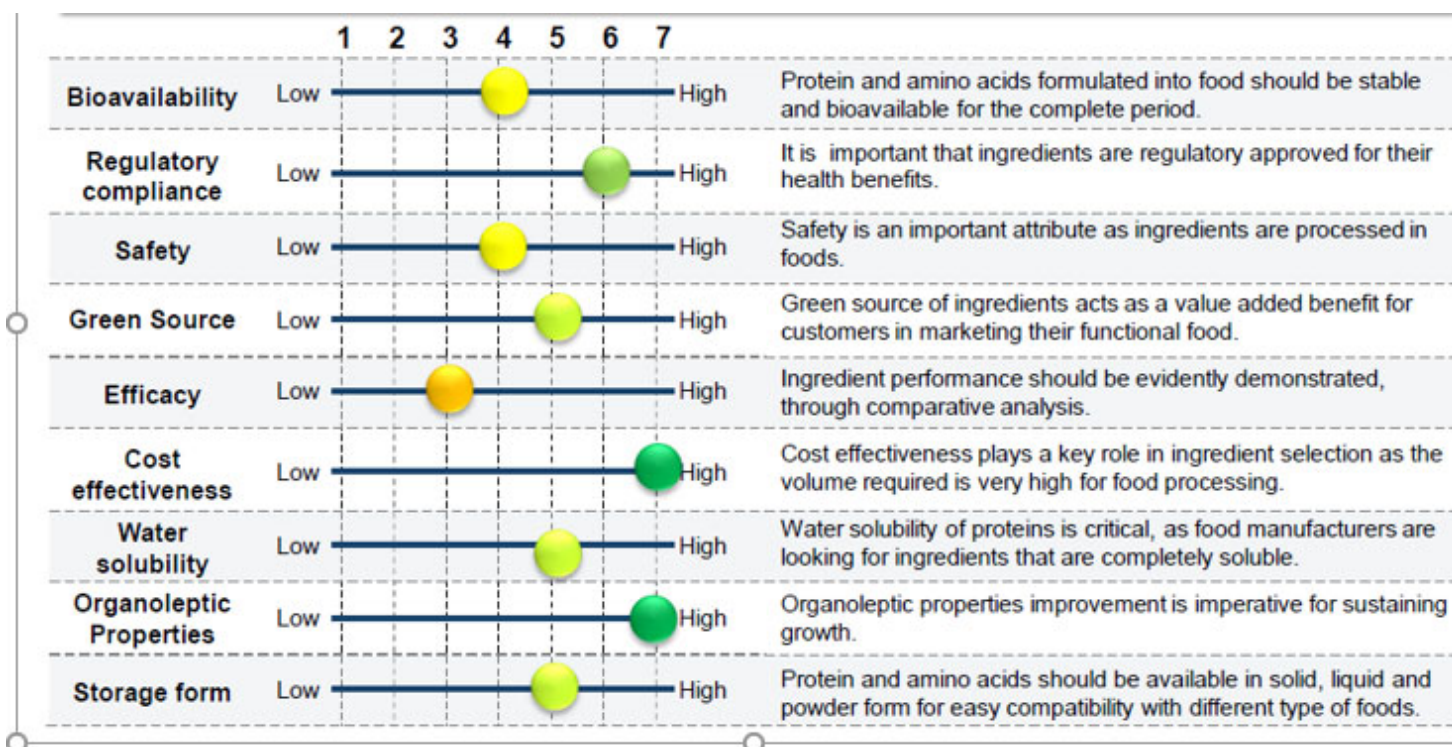 1 2 3 4 5 6 7
Bioavailability
Low
High
Protein and amino acids formulated into food should be stable
and bioavailable for the complete period.
Regulatory
compliance
Low
High
It is important that ingredients are regulatory approved for their
health benefits.
Safety
Low
High
Safety is an important attribute as ingredients are processed in
foods.
Green Source
Low
High
Green source of ingredients acts as a value added benefit for
customers in marketing their functional food.
Efficacy
Low
High
Ingredient performance should be evidently demonstrated,
through comparative analysis.
Cost
effectiveness
Low
High
Cost effectiveness plays a key role in ingredient selection as the
volume required is very high for food processing.
Water
solubility
Low
High
Water solubility of proteins is critical, as food manufacturers are
looking for ingredients that are completely soluble.
Organoleptic
Properties
Low
High
Organoleptic properties improvement is imperative for sustaining
growth.
Storage form
Low
High
Protein and amino acids should be available in solid, liquid and
powder form for easy compatibility with different type of foods.